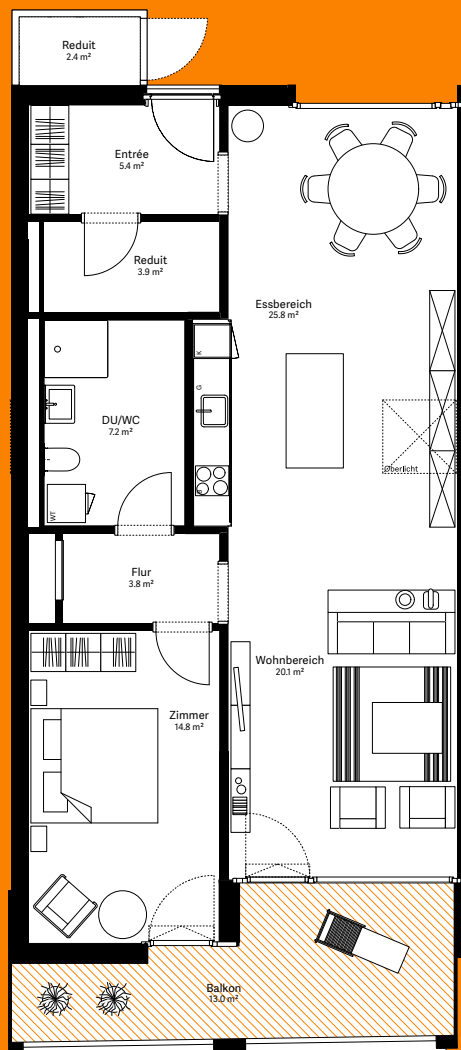 Reduit
2.4 m²
Entrée
5.4 m²
Reduit
3.9 m²
Essbereich
25.8 m²
K
G
DU/WC
7.2 m²
Oberlicht
WT
Flur
3.8 m²
Wohnbereich
20.1 m²
Zimmer
14.8 m²
Balkon
13.0 m²